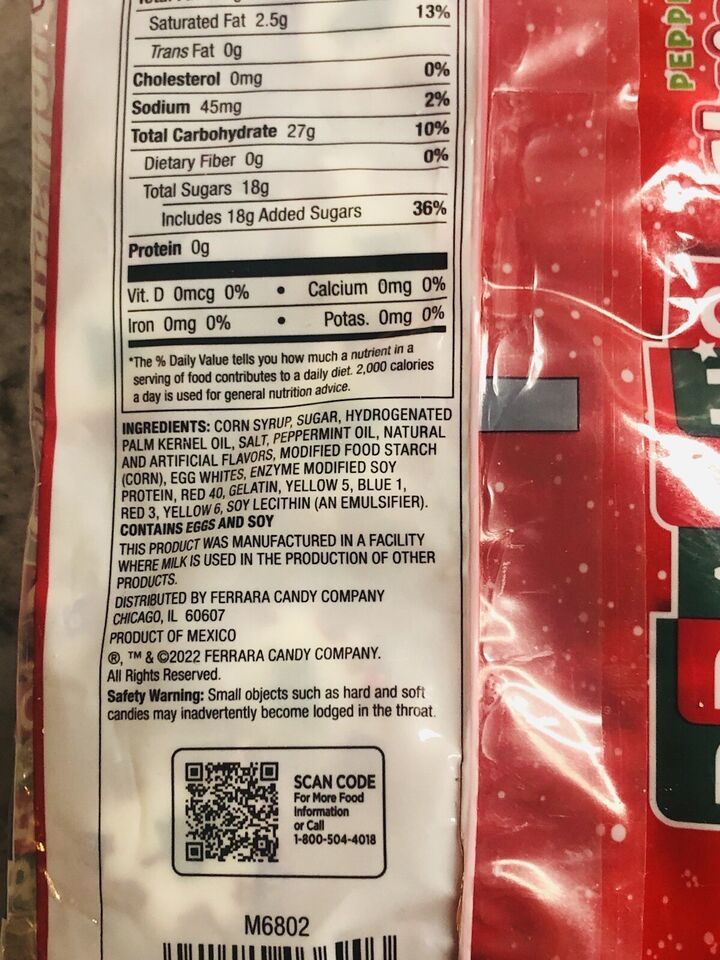 Saturated Fat 2.5g 13%
Trans Fat 0g
Cholesterol 0mg 0%
Sodium 45mg 2%
Total Carbohydrate 27g 10%
Dietary Fiber 0g 0%
Total Sugars 18g
Includes 18g Added Sugars 36%
Protein 0g
Vit. D 0mcg 0% • Calcium 0mg 0%
Iron 0mg 0% • Potas. 0mg 0%
*The % Daily Value tells you how much a nutrient in a
serving of food contributes to a daily diet. 2,000 calories
a day is used for general nutrition advice.
INGREDIENTS: CORN SYRUP, SUGAR, HYDROGENATED
PALM KERNEL OIL, SALT, PEPPERMINT OIL, NATURAL
AND ARTIFICIAL FLAVORS, MODIFIED FOOD STARCH
(CORN), EGG WHITES, ENZYME MODIFIED SOY
PROTEIN, RED 40, GELATIN, YELLOW 5, BLUE 1,
RED 3, YELLOW 6, SOY LECITHIN (AN EMULSIFIER).
CONTAINS EGGS AND SOY
THIS PRODUCT WAS MANUFACTURED IN A FACILITY
WHERE MILK IS USED IN THE PRODUCTION OF OTHER
PRODUCTS.
DISTRIBUTED BY FERRARA CANDY COMPANY
CHICAGO, IL 60607
PRODUCT OF MEXICO
®, ™ & ©2022 FERRARA CANDY COMPANY.
All Rights Reserved.
Safety Warning: Small objects such as hard and soft
candies may inadvertently become lodged in the throat.
SCAN CODE
For More Food
Information
or Call
1-800-504-4018
M6802